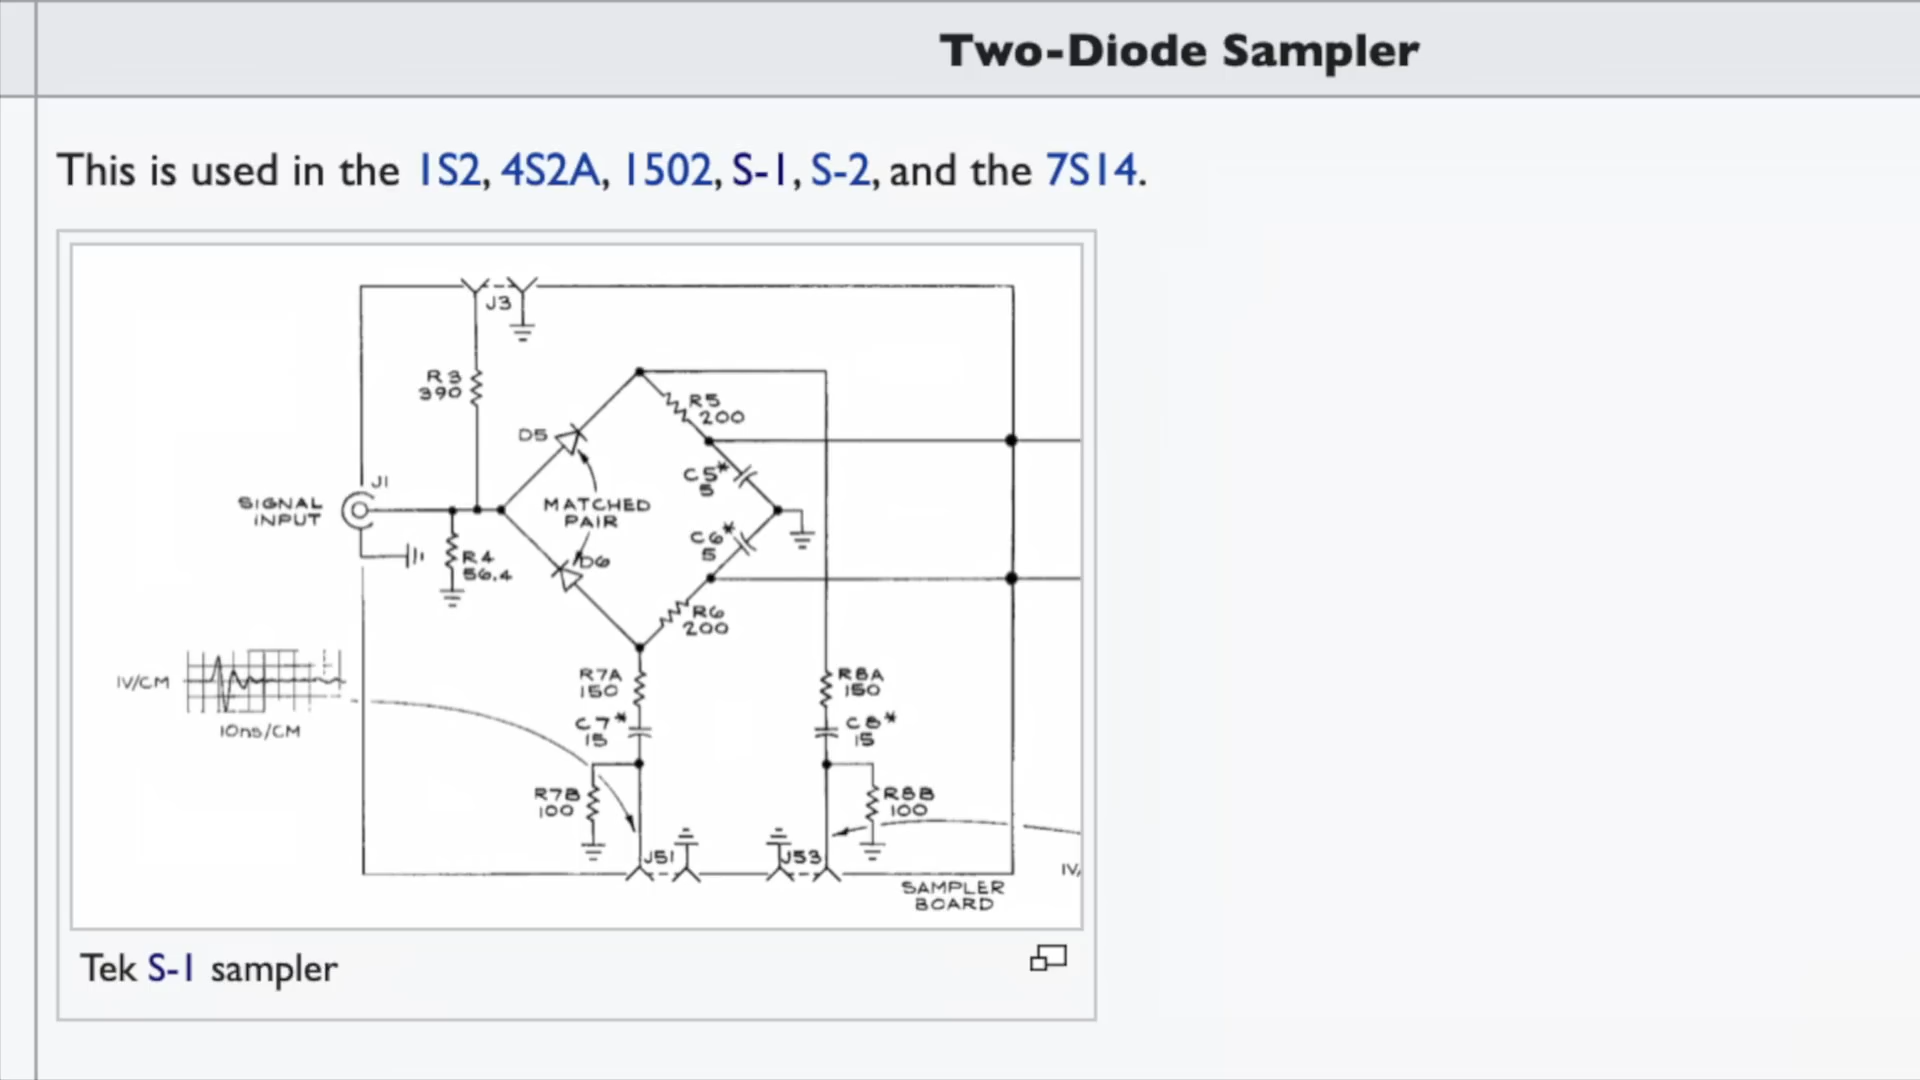 Two-Diode Sampler
This is used in the 1S2, 4S2A, 1502, S-1, S-2, and the 7S14.
J3
R3
390
R5
200
D5
C5*
5
J1
SIGNAL
INPUT
MATCHED
PAIR
C6*
5
D6
R4
56.4
R6
200
R7A
150
R8A
150
1V/CM
C7*
15
C8*
15
10ns/CM
R7B
100
R8B
100
J51
J53
1V/
SAMPLER
BOARD
Tek S-1 sampler